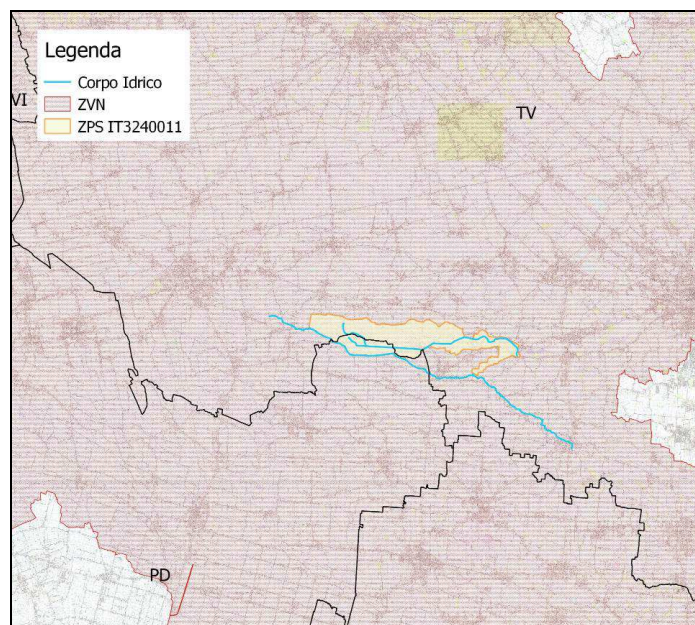 Legenda
Corpo Idrico
ZVN
ZPS IT3240011
VI
TV
PD